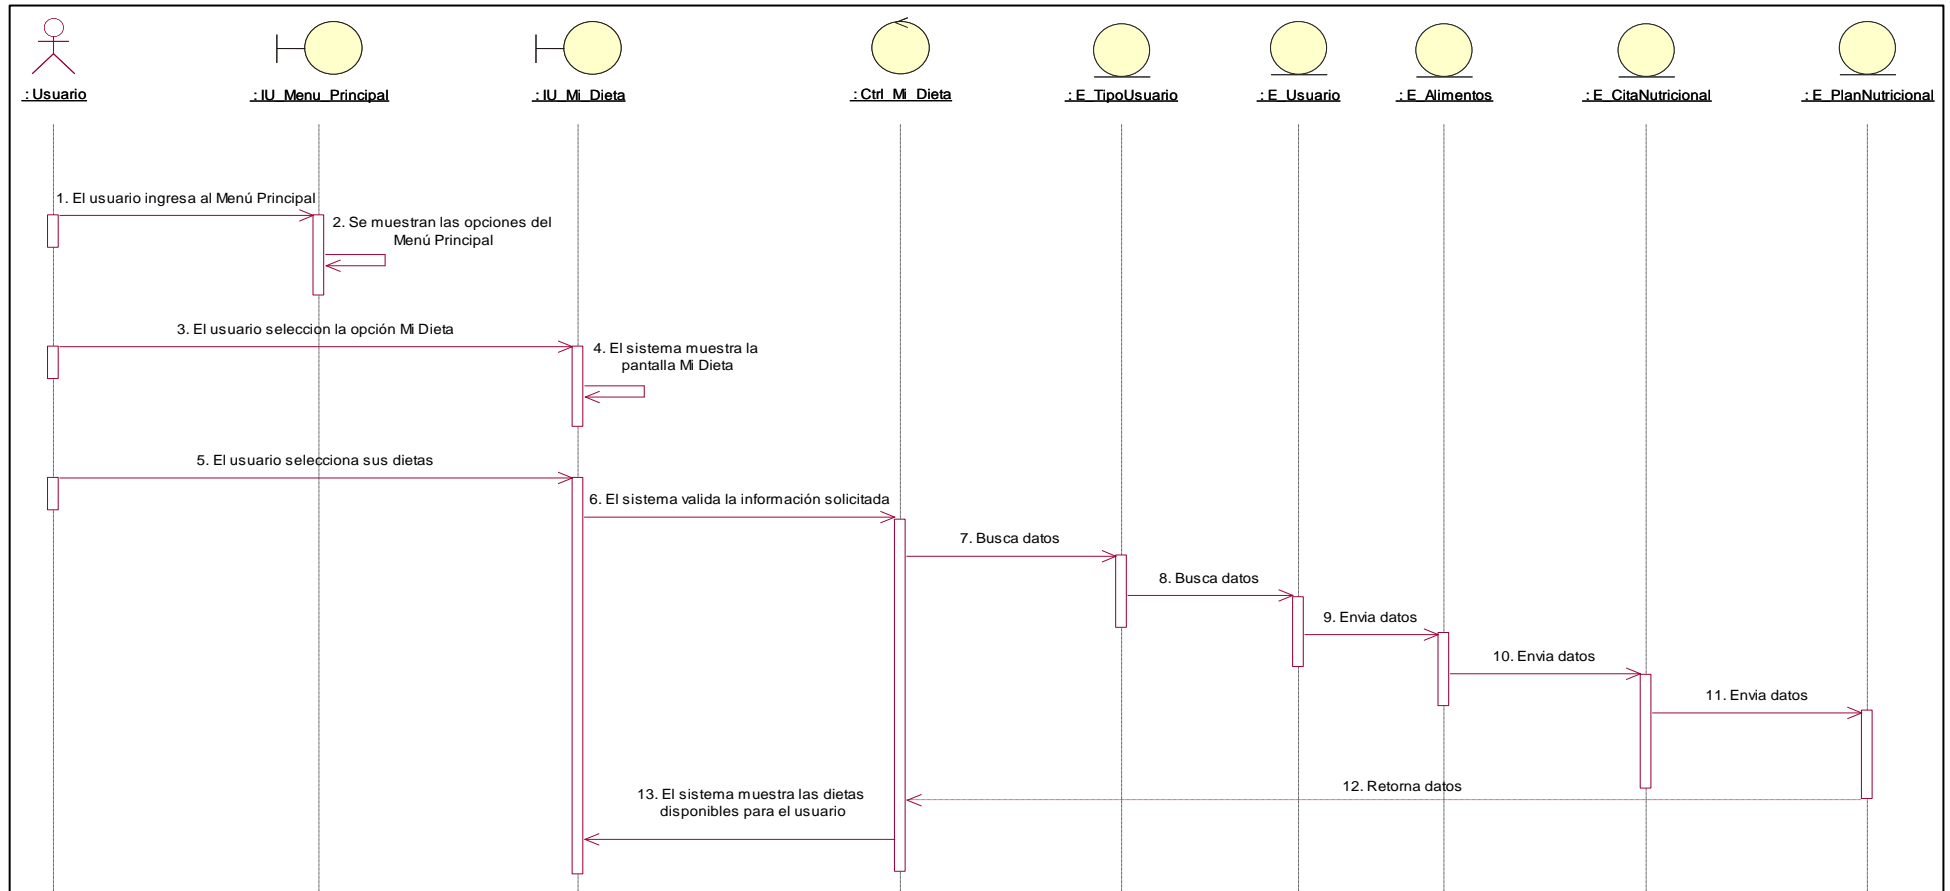 : Usuario
: IU_Menu_Principal
: IU_Mi_Dieta
: Ctrl_Mi_Dieta
: E_TipoUsuario
: E_Usuario
: E_Alimentos
: E_CitaNutricional
: E_PlanNutricional
1. El usuario ingresa al Menú Principal
2. Se muestran las opciones del
Menú Principal
3. El usuario seleccion la opción Mi Dieta
4. El sistema muestra la
pantalla Mi Dieta
5. El usuario selecciona sus dietas
6. El sistema valida la información solicitada
7. Busca datos
8. Busca datos
9. Envia datos
10. Envia datos
11. Envia datos
12. Retorna datos
13. El sistema muestra las dietas
disponibles para el usuario